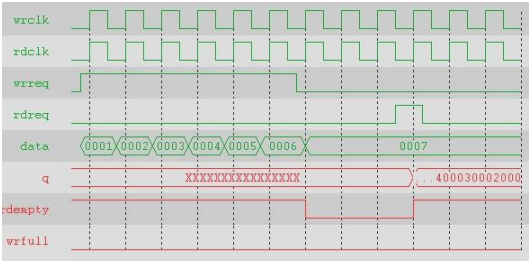 wrclk
rdclk
wrreq
rdreq
data 0001 0002 0003 0004 0005 0006 0007
q XXXXXXXXXXXXXXXX ...400030002000
rdempty
wrfull